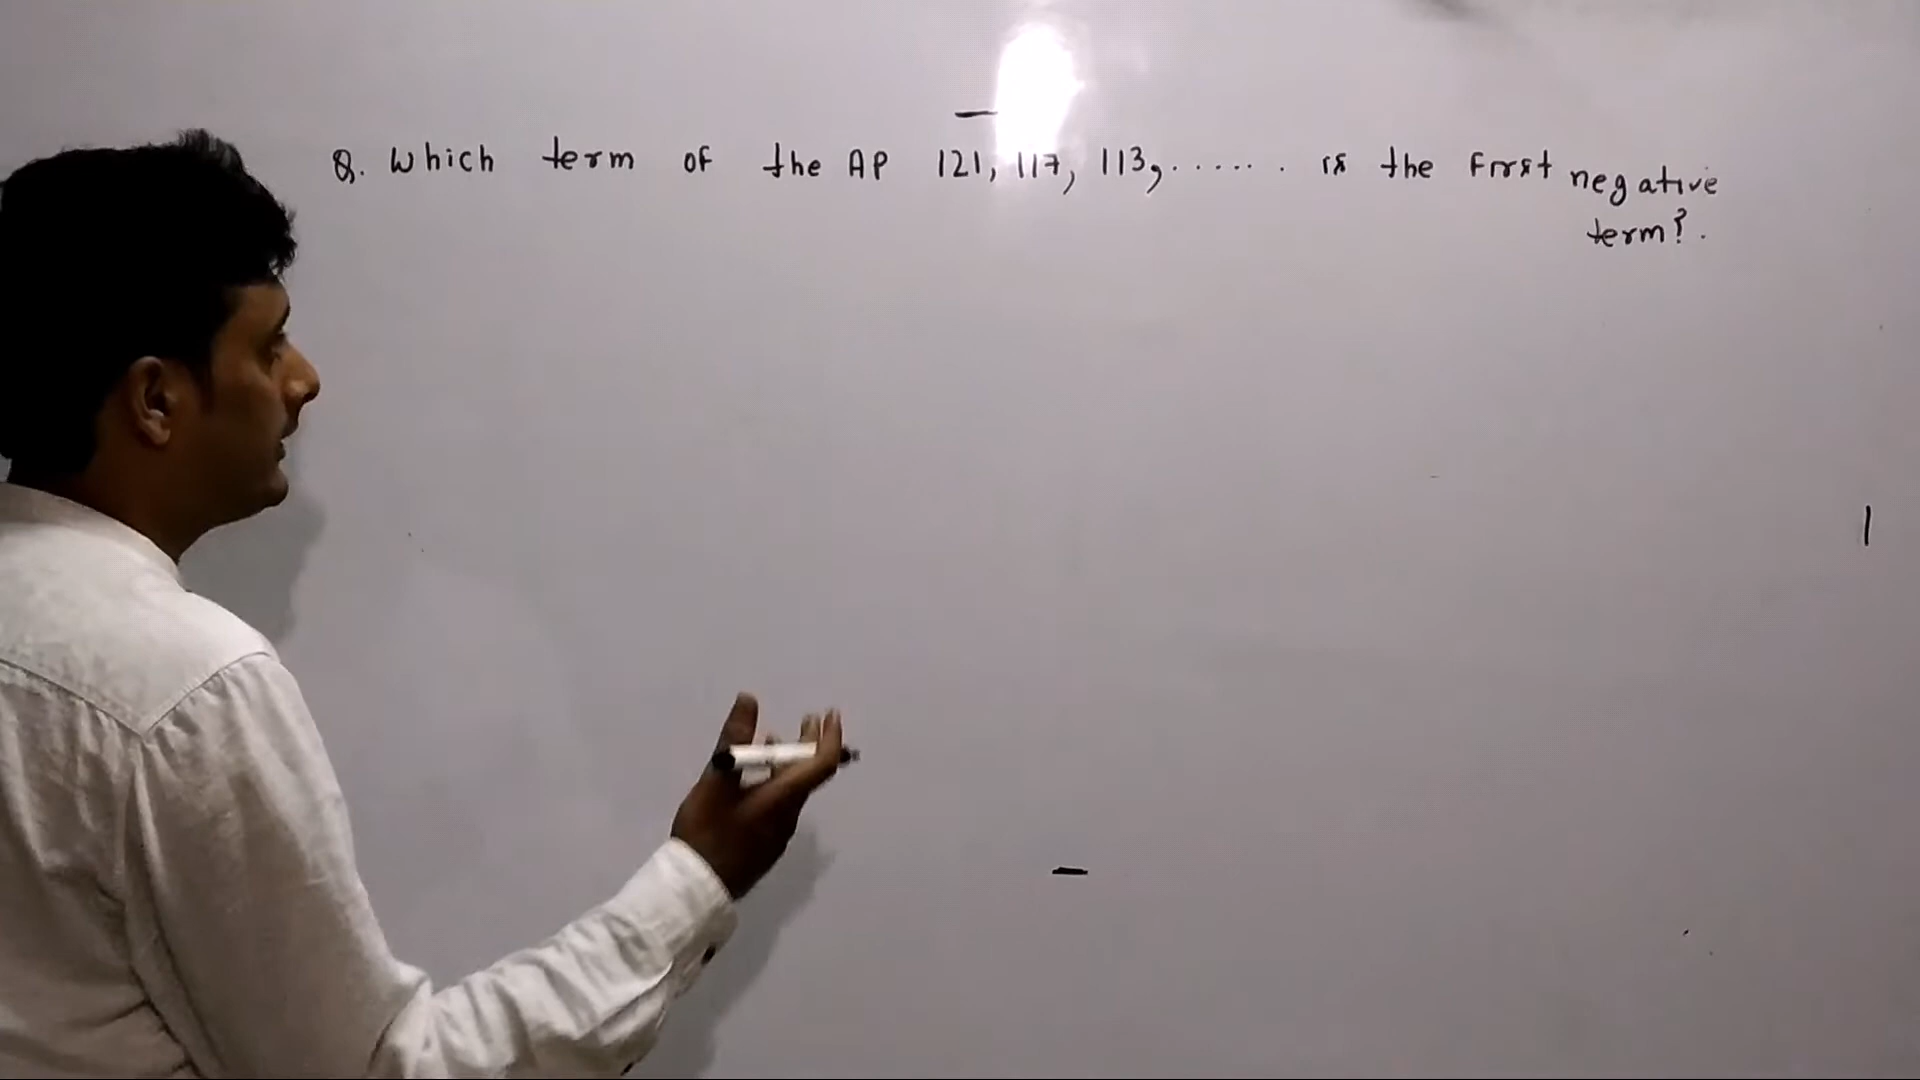 Q. Which term of the AP 121, 117, 113, ...... is the First negative
term?.